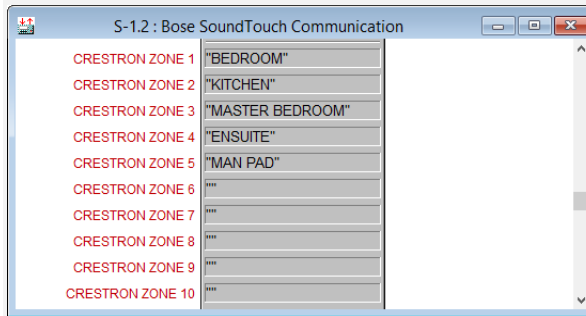 S-1.2 : Bose SoundTouch Communication
CRESTRON ZONE 1 "BEDROOM"
CRESTRON ZONE 2 "KITCHEN"
CRESTRON ZONE 3 "MASTER BEDROOM"
CRESTRON ZONE 4 "ENSUITE"
CRESTRON ZONE 5 "MAN PAD"
CRESTRON ZONE 6 ""
CRESTRON ZONE 7 ""
CRESTRON ZONE 8 ""
CRESTRON ZONE 9 ""
CRESTRON ZONE 10 ""